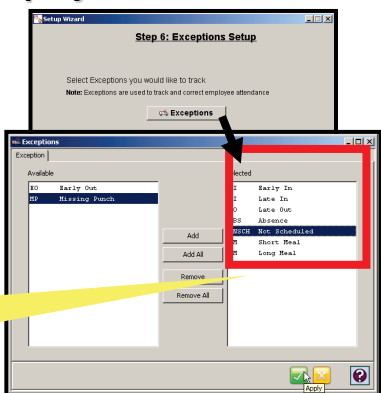 Setup Wizard
Step 6: Exceptions Setup
Select Exceptions you would like to track
Note: Exceptions are used to track and correct employee attendance
Exceptions
Exceptions
Exception
Available
lected
EO Early Out
MP Missing Punch
I Early In
I Late In
O Late Out
BS Absence
NSCH Not Scheduled
M Short Meal
M Long Meal
Add
Add All
Remove
Remove All
Apply